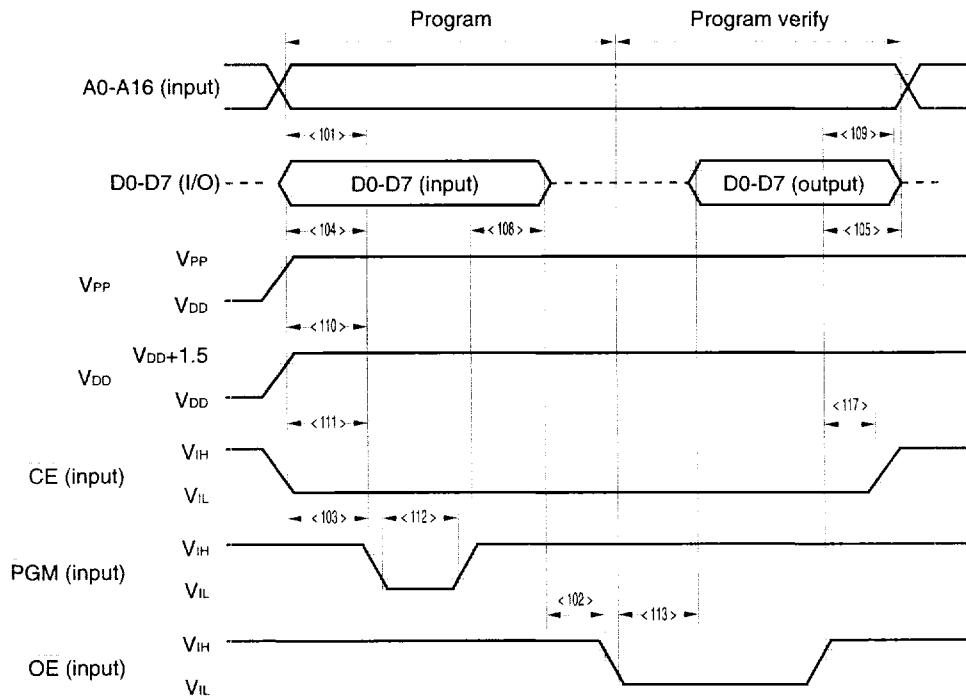 Program Program verify
A0-A16 (input)
<101> <109>
D0-D7 (I/O) D0-D7 (input) D0-D7 (output)
<104> <108> <105>
VPP VPP
VDD
<110>
VDD VDD+1.5
VDD
<111> <117>
CE (input) VIH
VIL
<103> <112>
PGM (input) VIH
VIL
<102> <113>
OE (input) VIH
VIL